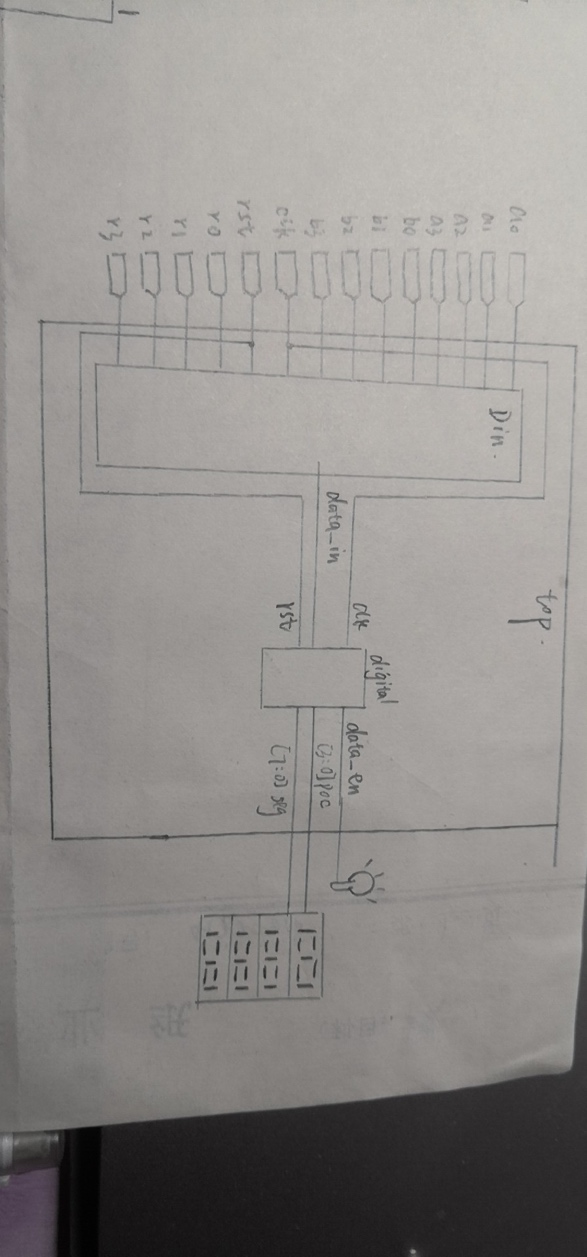 top.
a0
a1
a2
a3
b0
b1
b2
b3
clk
rst
r0
r1
r2
r3
Din.
data_in
clk
rst
digital
data_en
[3:0] pos
[7:0] seg